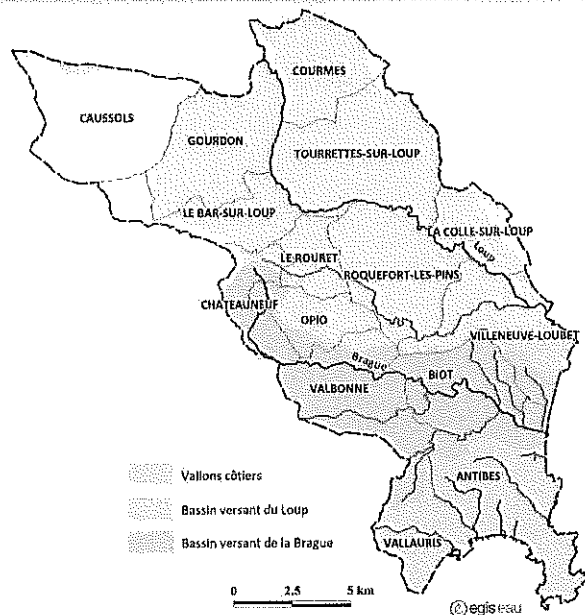 COURMES
CAUSSOLS
GOURDON
TOURRETTES-SUR-LOUP
LE BAR-SUR-LOUP
LA COLLE-SUR-LOUP
Loup
LE ROURET
ROQUEFORT-LES-PINS
CHATEAUNEUF
OPIO
VILLENEUVE-LOUBET
Brague
BIOT
VALBONNE
ANTIBES
VALLAURIS
Vallons côtiers
Bassin versant du Loup
Bassin versant de la Brague
0 2.5 5 km
egis eau